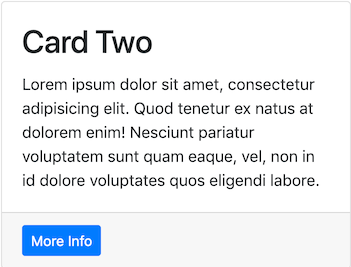 Card Two
Lorem ipsum dolor sit amet, consectetur
adipisicing elit. Quod tenetur ex natus at
dolorem enim! Nesciunt pariatur
voluptatem sunt quam eaque, vel, non in
id dolore voluptates quos eligendi labore.
More Info